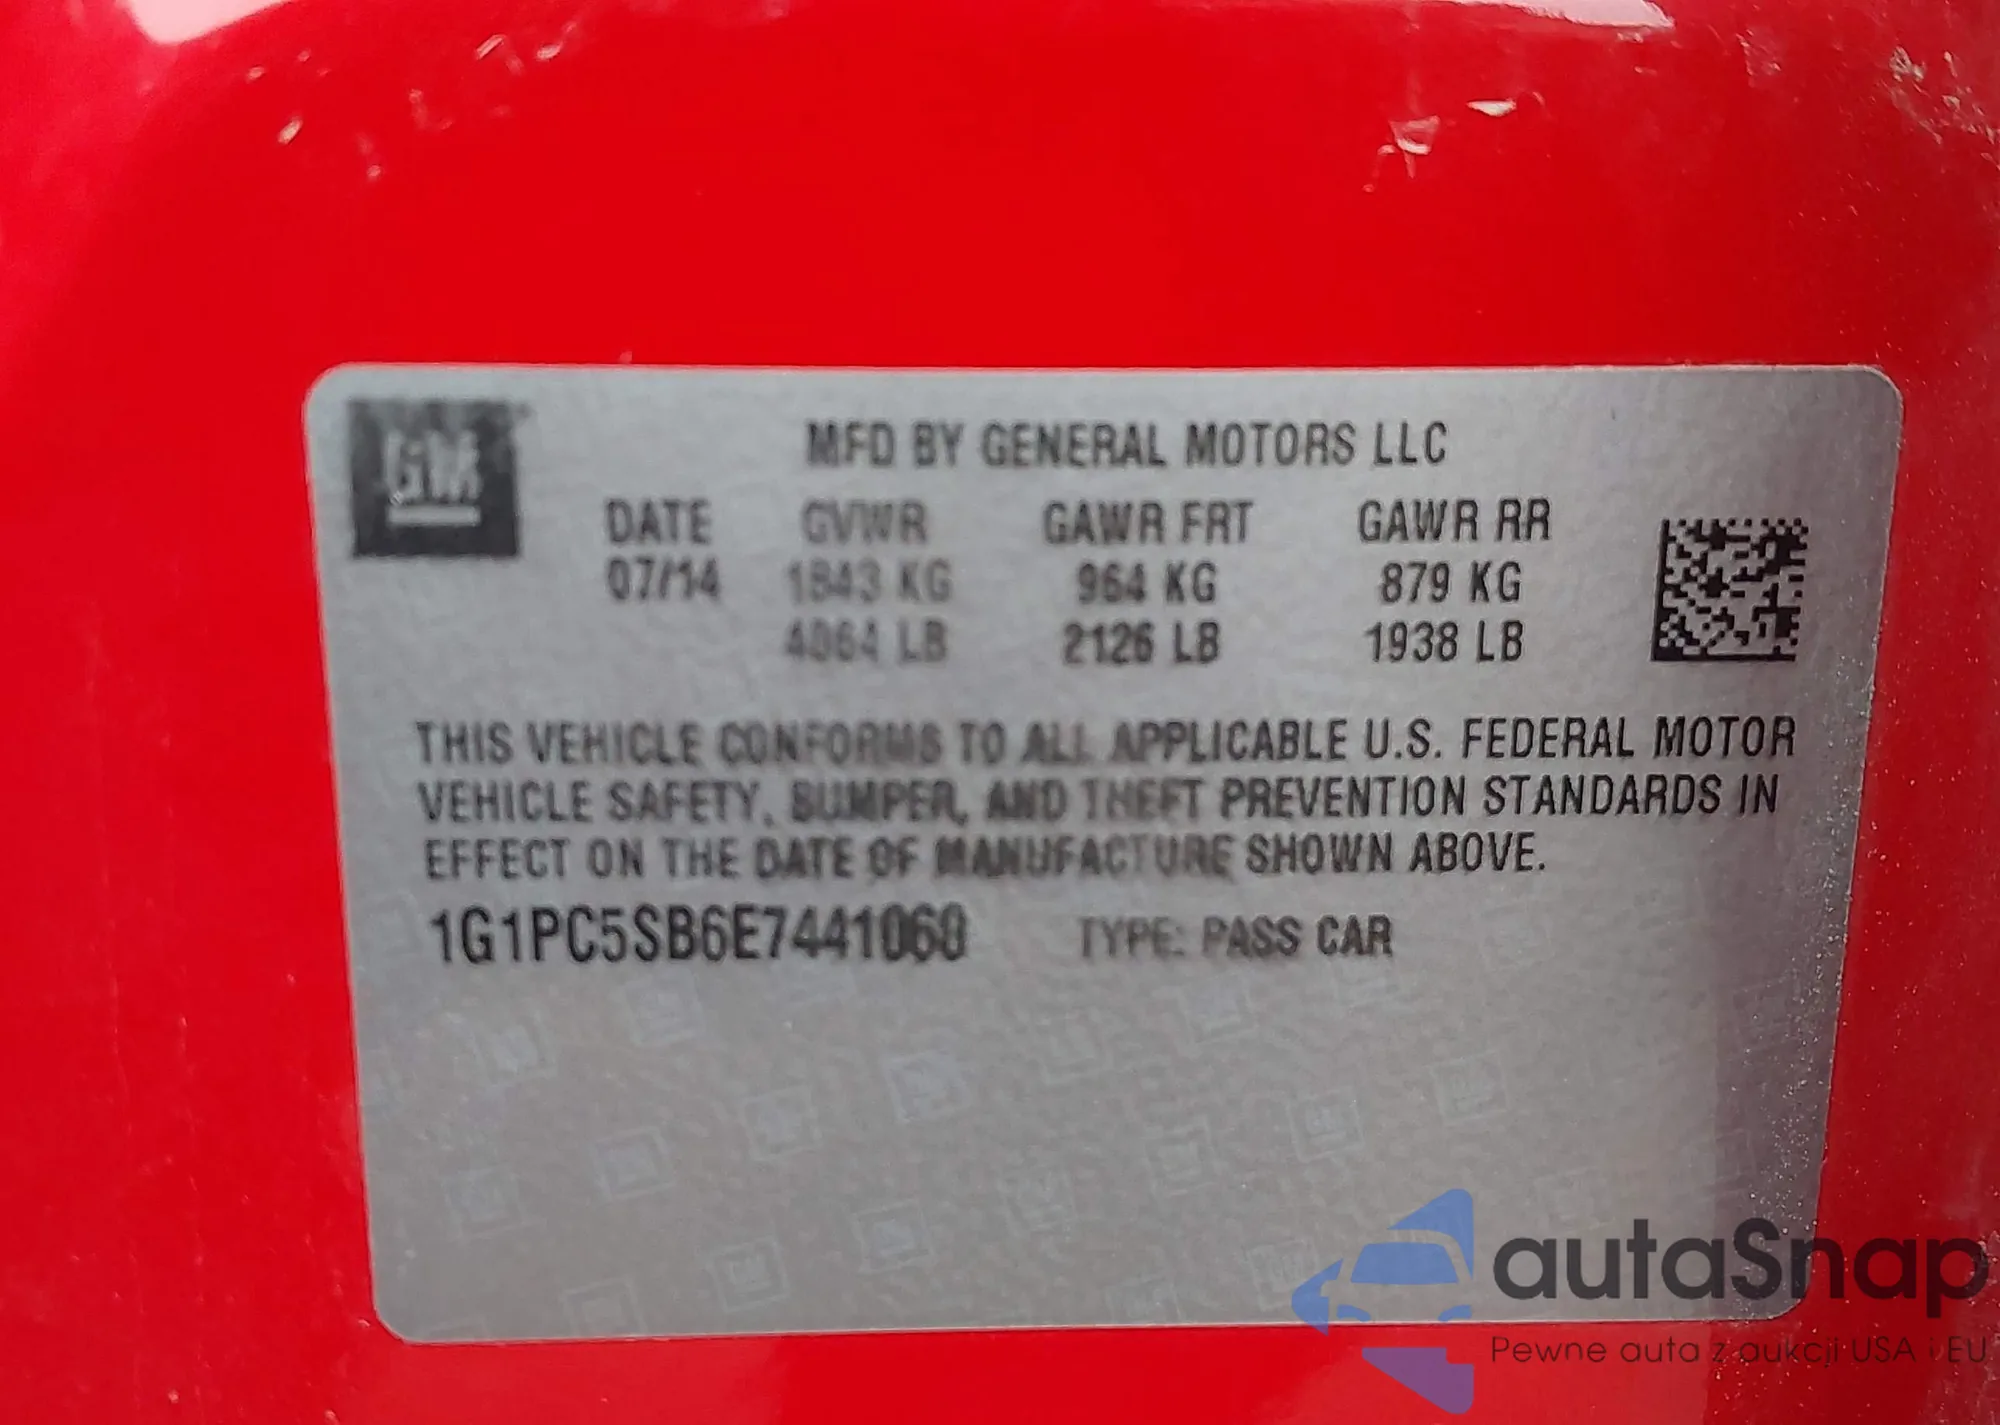 GM
MFD BY GENERAL MOTORS LLC
DATE GVWR GAWR FRT GAWR RR
07/14 1843 KG 964 KG 879 KG
4064 LB 2126 LB 1938 LB
THIS VEHICLE CONFORMS TO ALL APPLICABLE U.S. FEDERAL MOTOR
VEHICLE SAFETY, BUMPER, AND THEFT PREVENTION STANDARDS IN
EFFECT ON THE DATE OF MANUFACTURE SHOWN ABOVE.
1G1PC5SB6E7441060 TYPE: PASS CAR
autaSnap
Pewne auta z aukcji USA i EU